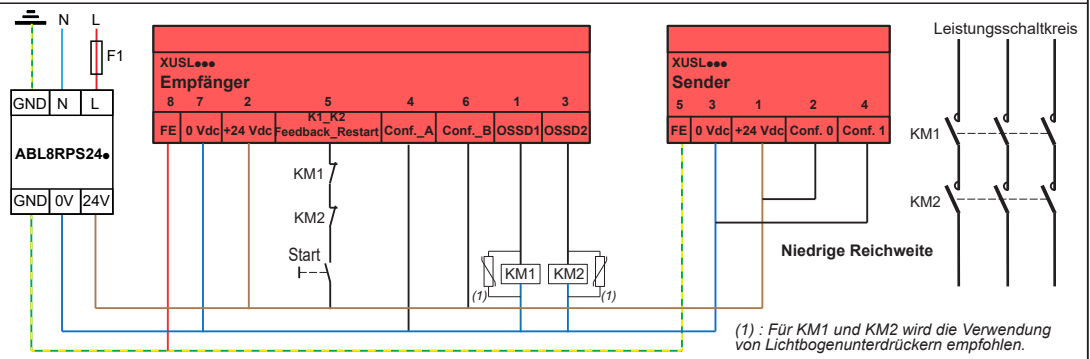 N L
F1
GND N L
ABL8RPS24●
GND 0V 24V
XUSL●●●
Empfänger
8 7 2 5 4 6 1 3
FE 0 Vdc +24 Vdc K1_K2 Feedback_Restart Conf._A Conf._B OSSD1 OSSD2
KM1
KM2
Start
KM1 KM2
(1) (1)
XUSL●●●
Sender
5 3 1 2 4
FE 0 Vdc +24 Vdc Conf. 0 Conf. 1
Niedrige Reichweite
Leistungsschaltkreis
KM1
KM2
(1) : Für KM1 und KM2 wird die Verwendung
von Lichtbogenunterdrückern empfohlen.